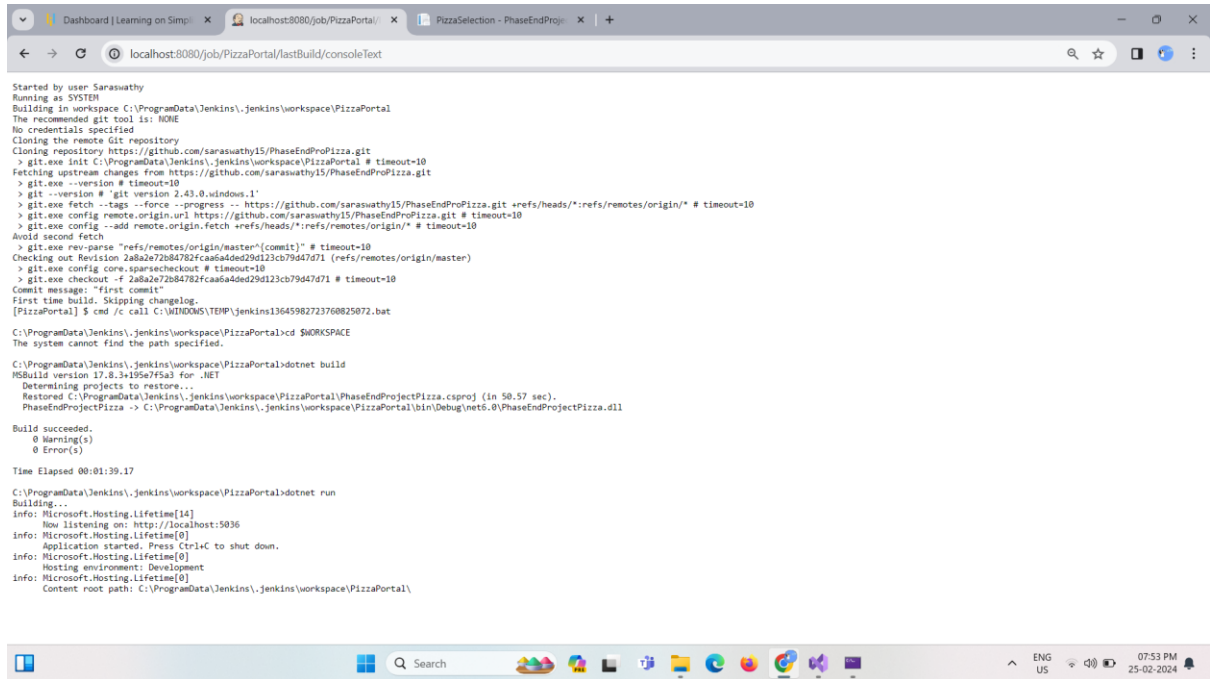 Dashboard | Learning on Simpli
localhost:8080/job/PizzaPortal/
PizzaSelection - PhaseEndProje
localhost:8080/job/PizzaPortal/lastBuild/consoleText
Started by user Saraswathy
Running as SYSTEM
Building in workspace C:\ProgramData\Jenkins\.jenkins\workspace\PizzaPortal
The recommended git tool is: NONE
No credentials specified
Cloning the remote Git repository
Cloning repository https://github.com/saraswathy15/PhaseEndProPizza.git
> git.exe init C:\ProgramData\Jenkins\.jenkins\workspace\PizzaPortal # timeout=10
Fetching upstream changes from https://github.com/saraswathy15/PhaseEndProPizza.git
> git.exe --version # timeout=10
> git --version # 'git version 2.43.0.windows.1'
> git.exe fetch --tags --force --progress -- https://github.com/saraswathy15/PhaseEndProPizza.git +refs/heads/*:refs/remotes/origin/* # timeout=10
> git.exe config remote.origin.url https://github.com/saraswathy15/PhaseEndProPizza.git # timeout=10
> git.exe config --add remote.origin.fetch +refs/heads/*:refs/remotes/origin/* # timeout=10
Avoid second fetch
> git.exe rev-parse "refs/remotes/origin/master^{commit}" # timeout=10
Checking out Revision 2a8a2e72b84782fcaa6a4ded29d123cb79d47d71 (refs/remotes/origin/master)
> git.exe config core.sparsecheckout # timeout=10
> git.exe checkout -f 2a8a2e72b84782fcaa6a4ded29d123cb79d47d71 # timeout=10
Commit message: "first commit"
First time build. Skipping changelog.
[PizzaPortal] $ cmd /c call C:\WINDOWS\TEMP\jenkins13645982723760825072.bat
C:\ProgramData\Jenkins\.jenkins\workspace\PizzaPortal>cd $WORKSPACE
The system cannot find the path specified.
C:\ProgramData\Jenkins\.jenkins\workspace\PizzaPortal>dotnet build
MSBuild version 17.8.3+195e7f5a3 for .NET
Determining projects to restore...
Restored C:\ProgramData\Jenkins\.jenkins\workspace\PizzaPortal\PhaseEndProjectPizza.csproj (in 50.57 sec).
PhaseEndProjectPizza -> C:\ProgramData\Jenkins\.jenkins\workspace\PizzaPortal\bin\Debug\net6.0\PhaseEndProjectPizza.dll
Build succeeded.
0 Warning(s)
0 Error(s)
Time Elapsed 00:01:39.17
C:\ProgramData\Jenkins\.jenkins\workspace\PizzaPortal>dotnet run
Building...
info: Microsoft.Hosting.Lifetime[14]
Now listening on: http://localhost:5036
info: Microsoft.Hosting.Lifetime[0]
Application started. Press Ctrl+C to shut down.
info: Microsoft.Hosting.Lifetime[0]
Hosting environment: Development
info: Microsoft.Hosting.Lifetime[0]
Content root path: C:\ProgramData\Jenkins\.jenkins\workspace\PizzaPortal\
Search
ENG
US
07:53 PM
25-02-2024